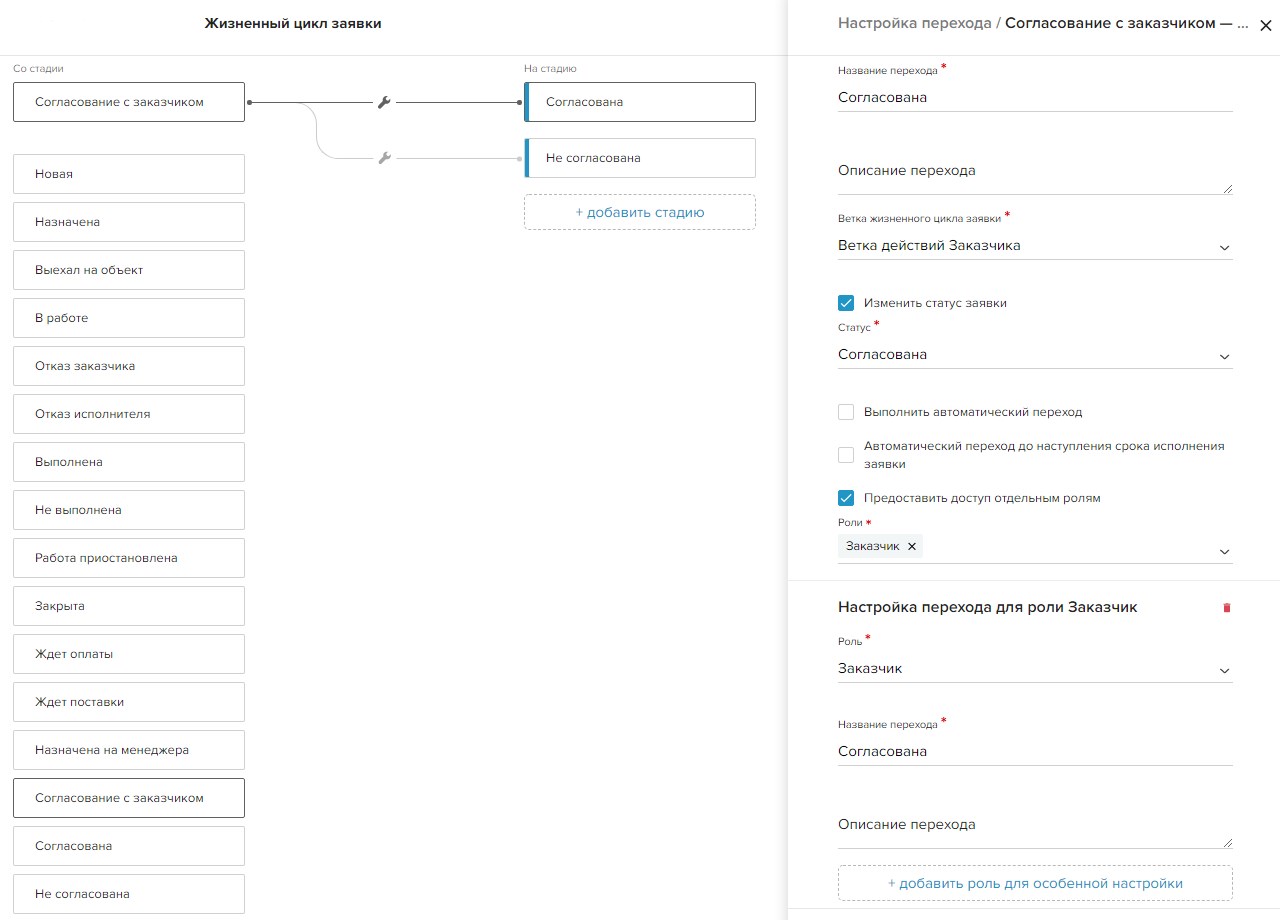 Жизненный цикл заявки
Со стадии
На стадию
Согласование с заказчиком
Согласована
Не согласована
+ добавить стадию
Новая
Назначена
Выехал на объект
В работе
Отказ заказчика
Отказ исполнителя
Выполнена
Не выполнена
Работа приостановлена
Закрыта
Ждет оплаты
Ждет поставки
Назначена на менеджера
Согласование с заказчиком
Согласована
Не согласована
Настройка перехода / Согласование с заказчиком — ...
Название перехода *
Согласована
Описание перехода
Ветка жизненного цикла заявки *
Ветка действий Заказчика
Изменить статус заявки
Статус *
Согласована
Выполнить автоматический переход
Автоматический переход до наступления срока исполнения
заявки
Предоставить доступ отдельным ролям
Роли *
Заказчик ×
Настройка перехода для роли Заказчик
Роль *
Заказчик
Название перехода *
Согласована
Описание перехода
+ добавить роль для особенной настройки